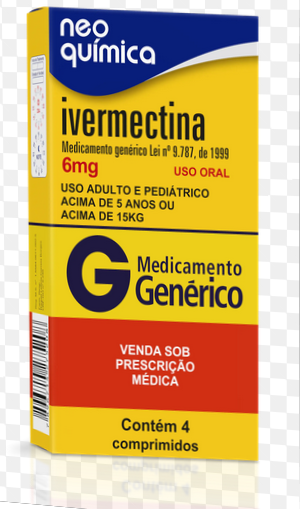 neo
química
ivermectina
Medicamento genérico Lei nº 9.787, de 1999
6mg
USO ORAL
USO ADULTO E PEDIÁTRICO
ACIMA DE 5 ANOS OU
ACIMA DE 15KG
G Medicamento
Genérico
VENDA SOB
PRESCRIÇÃO
MÉDICA
Contém 4
comprimidos